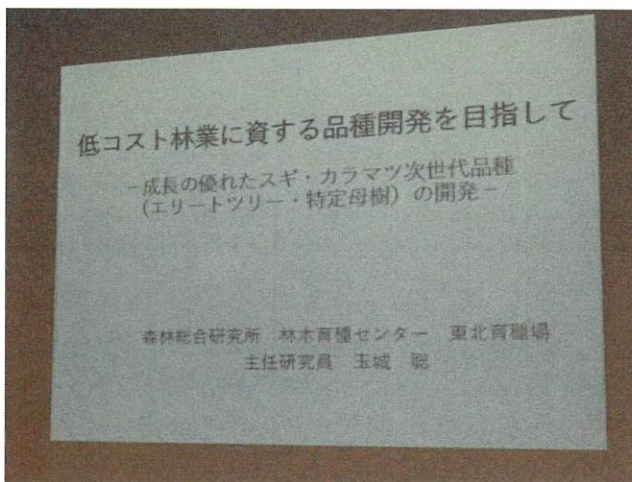 低コスト林業に資する品種開発を目指して
－成長の優れたスギ・カラマツ次世代品種
(エリートツリー・特定母樹）の開発－
森林総合研究所　林木育種センター　東北育種場
主任研究員　玉城　聡